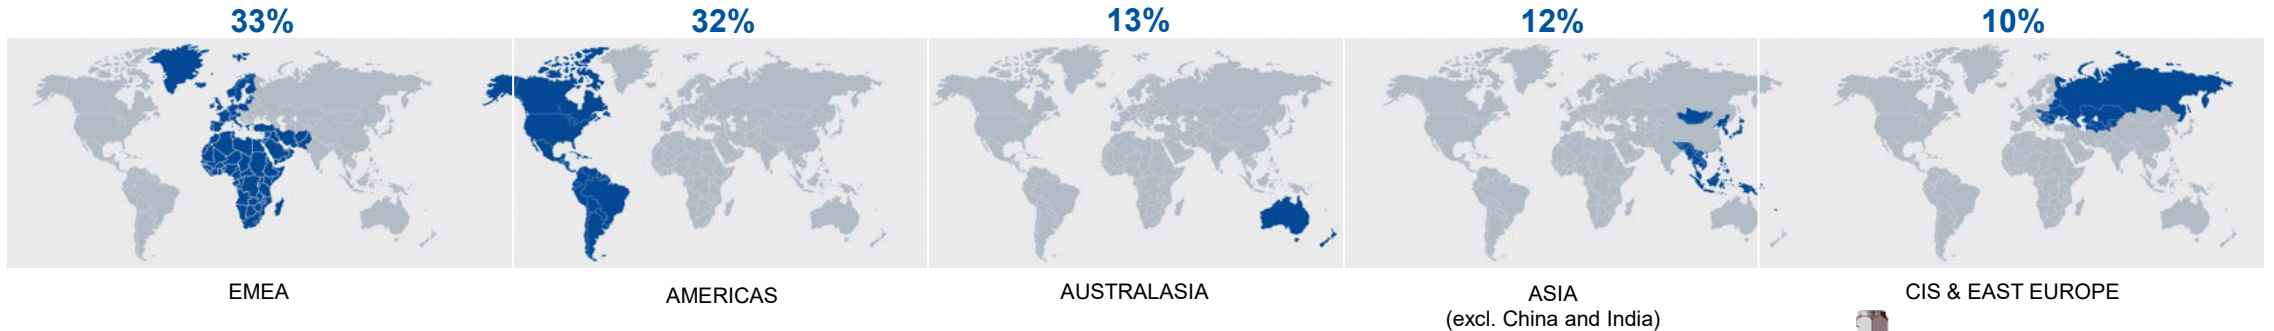 33%
32%
13%
12%
10%
EMEA
AMERICAS
AUSTRALASIA
ASIA
(excl. China and India)
CIS & EAST EUROPE